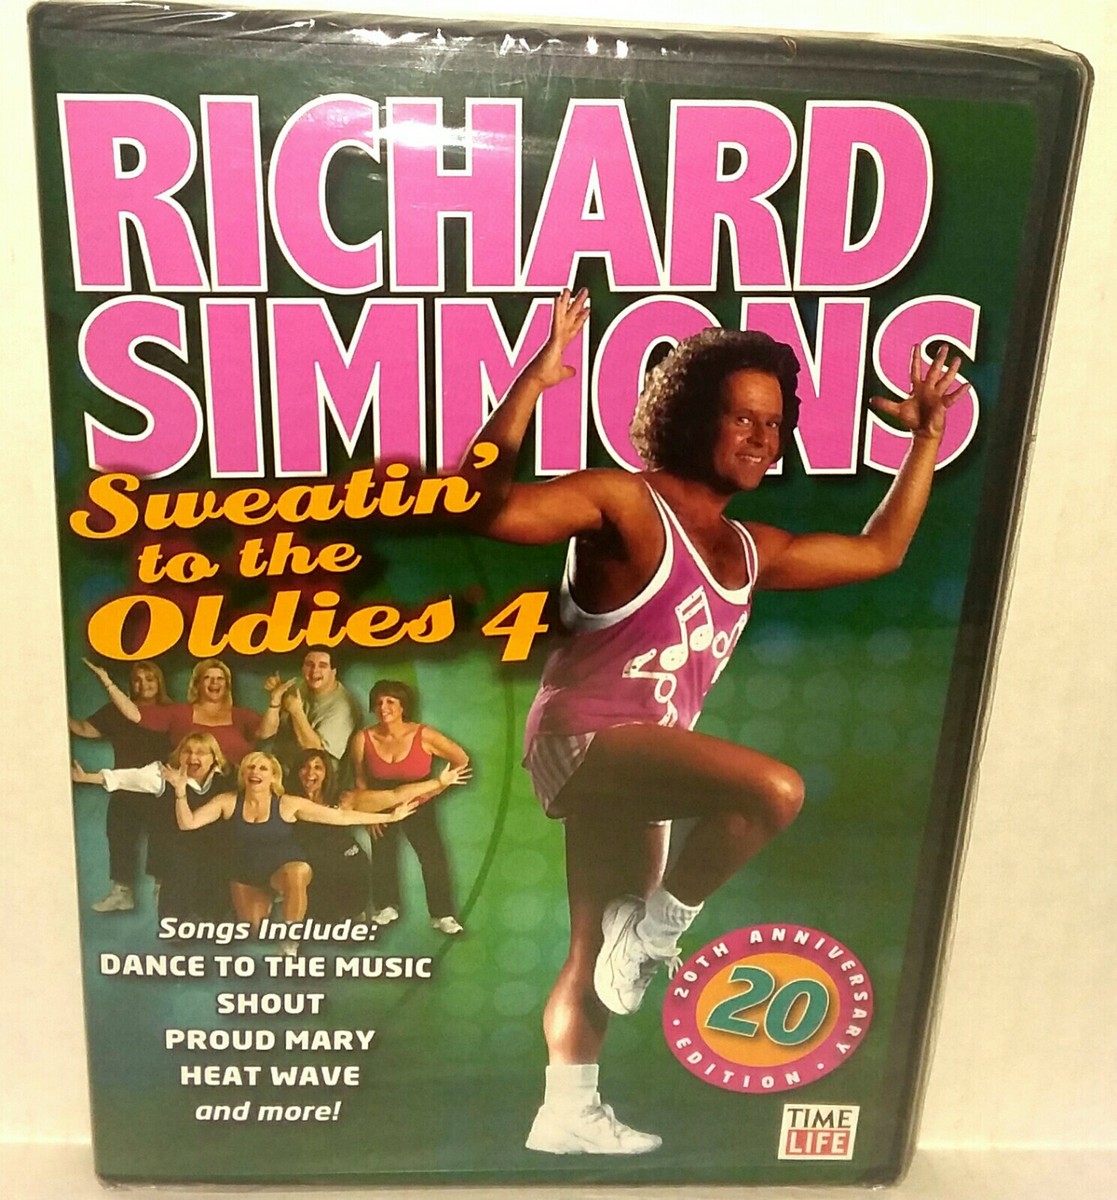 RICHARD
SIMMONS
Sweatin'
to the
Oldies 4
Songs Include:
DANCE TO THE MUSIC
SHOUT
PROUD MARY
HEAT WAVE
and more!
20TH ANNIVERSARY
20
• EDITION •
TIME
LIFE